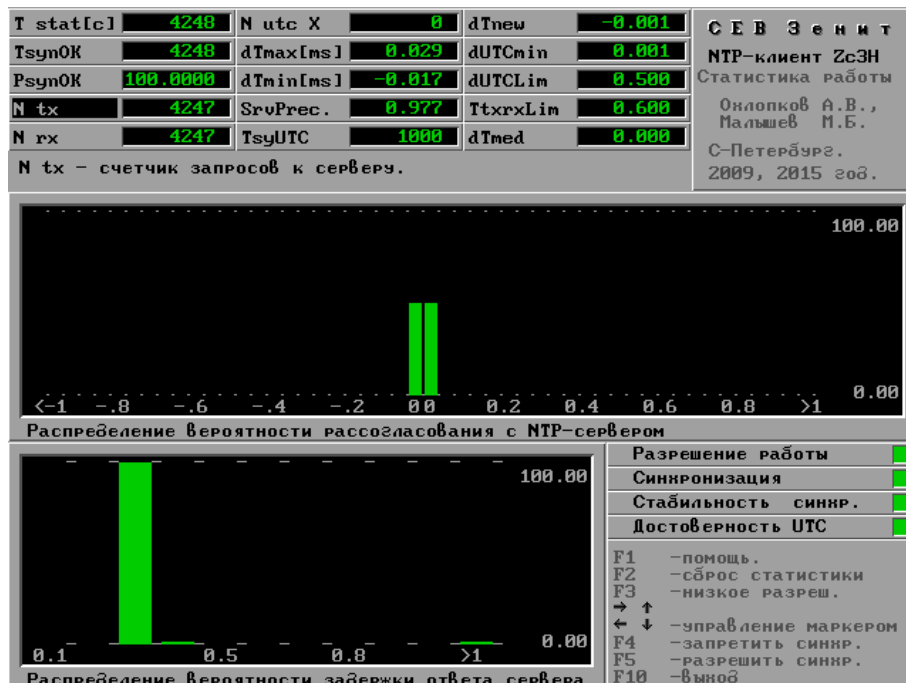 T stat[c] 4248 N utc X 0 dTnew -0.001
TsynOK 4248 dTmax[ms] 0.029 dUTCmin 0.001
PsynOK 100.0000 dTmin[ms] -0.017 dUTCLim 0.500
N tx 4247 SrvPrec. 0.977 TtxrxLim 0.600
N rx 4247 TsyUTC 1000 dTmed 0.000
N tx - счетчик запросов к серверу.
СЕВ Зенит
NTP-клиент Zc3H
Статистика работы
Охлопков А.В.,
Малышев М.Б.
С-Петербург.
2009, 2015 год.
100.00
0.00
<-1 -.8 -.6 -.4 -.2 00 0.2 0.4 0.6 0.8 >1
Распределение вероятности рассогласования с NTP-сервером
100.00
0.00
0.1 0.5 0.8 >1
Распределение вероятности задержки ответа сервера
Разрешение работы
Синхронизация
Стабильность синхр.
Достоверность UTC
F1 -помощь.
F2 -сброс статистики
F3 -низкое разреш.
→ ↑
← ↓ -управление маркером
F4 -запретить синхр.
F5 -разрешить синхр.
F10 -выход